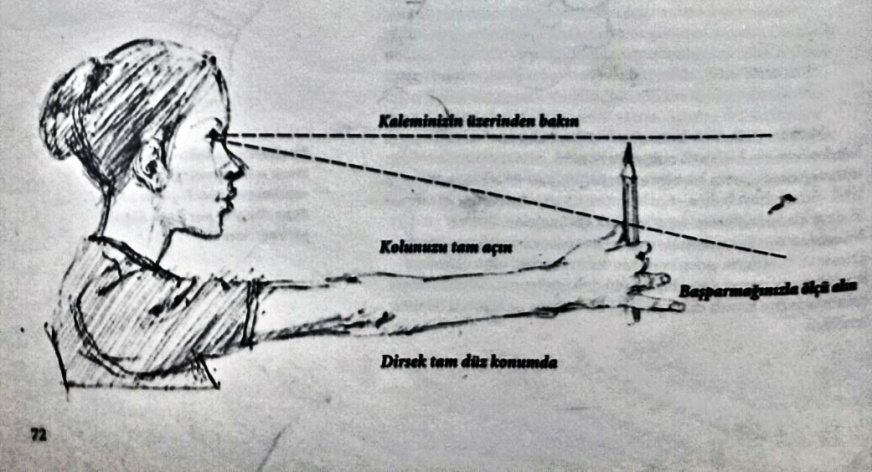 Kaleminizin üzerinden bakın
Kolunuzu tam açın
Başparmağınızla ölçü alın
Dirsek tam düz konumda
72